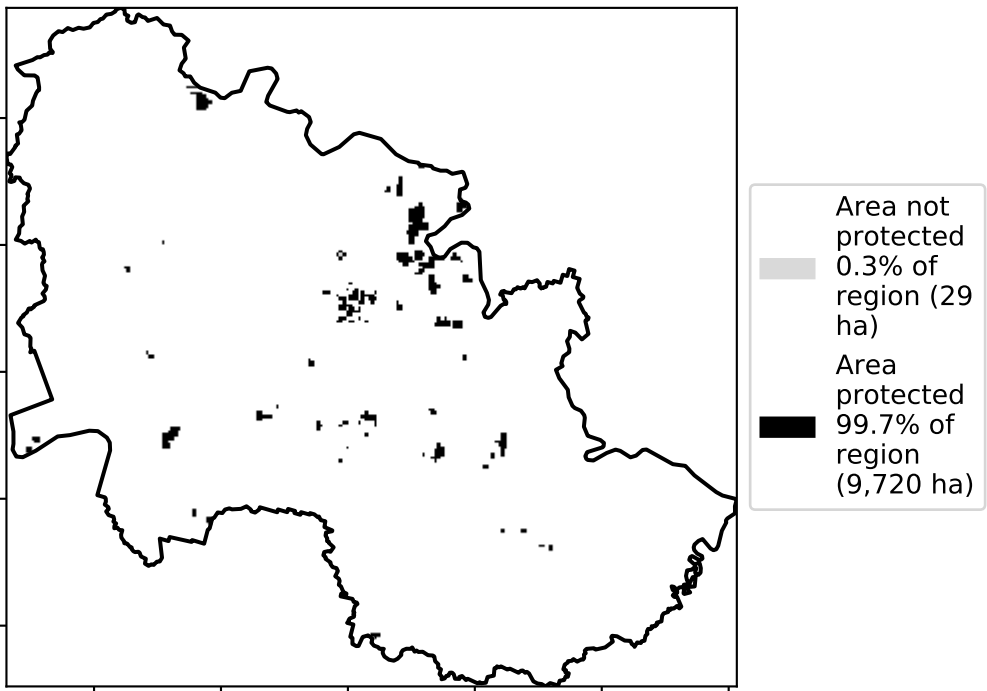 Area not
protected
0.3% of
region (29
ha)
Area
protected
99.7% of
region
(9,720 ha)